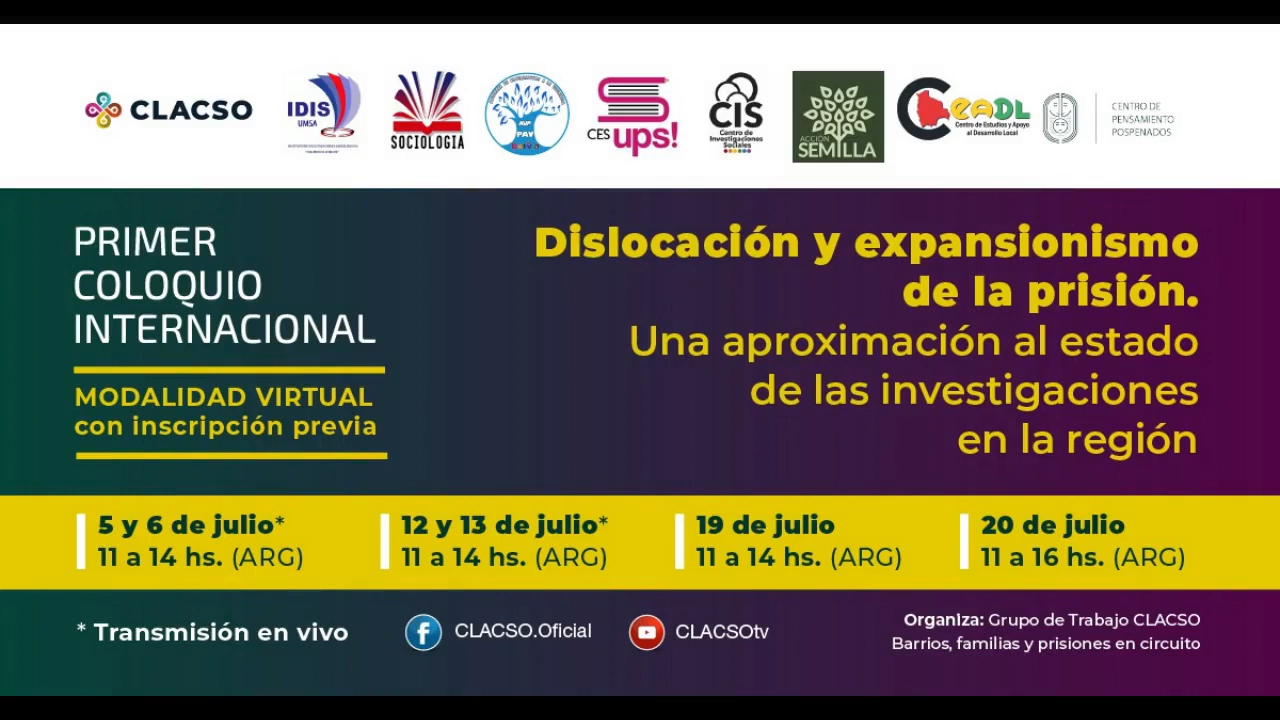 CLACSO
IDIS
UMSA
SOCIOLOGIA
PAY
CES ups!
CIS
Centro de
Investigaciones
Sociales
ACCIÓN
SEMILLA
CEADL
Centro de Estudios y Apoyo
al Desarrollo Local
CENTRO DE
PENSAMIENTO
POSPENADOS
PRIMER
COLOQUIO
INTERNACIONAL
MODALIDAD VIRTUAL
con inscripción previa
Dislocación y expansionismo
de la prisión.
Una aproximación al estado
de las investigaciones
en la región
5 y 6 de julio*
11 a 14 hs. (ARG)
12 y 13 de julio*
11 a 14 hs. (ARG)
19 de julio
11 a 14 hs. (ARG)
20 de julio
11 a 16 hs. (ARG)
* Transmisión en vivo
CLACSO.Oficial
CLACSOtv
Organiza: Grupo de Trabajo CLACSO
Barrios, familias y prisiones en circuito